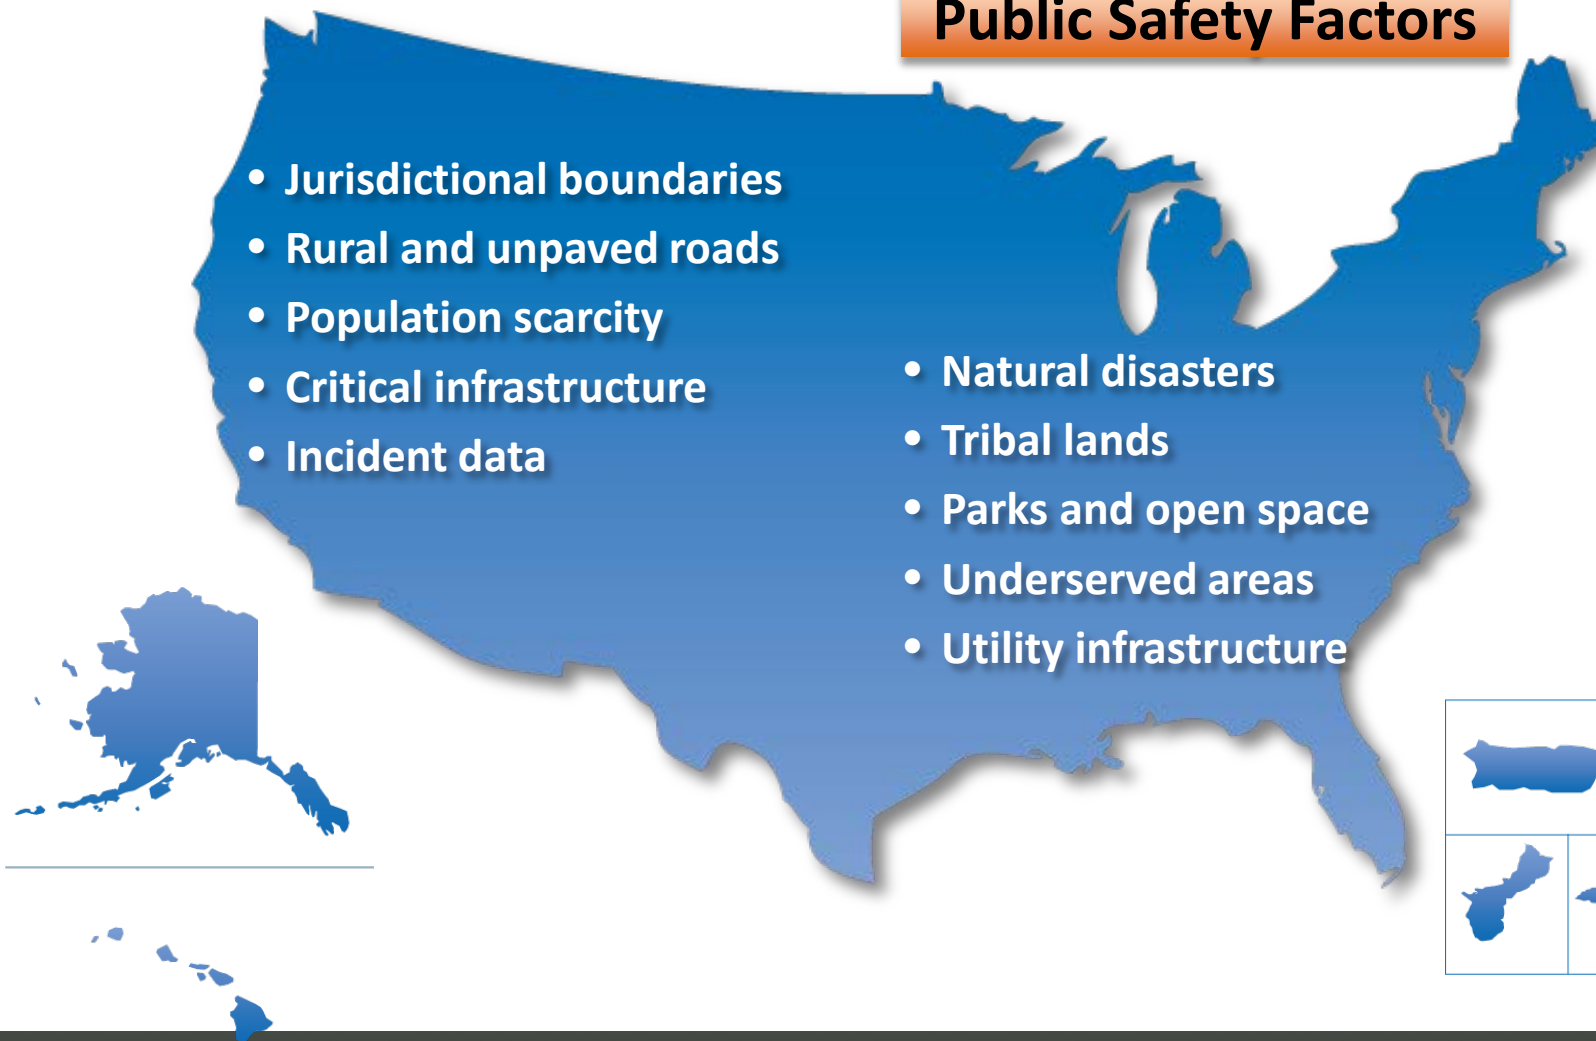 Public Safety Factors
• Jurisdictional boundaries
• Rural and unpaved roads
• Population scarcity
• Critical infrastructure
• Incident data
• Natural disasters
• Tribal lands
• Parks and open space
• Underserved areas
• Utility infrastructure